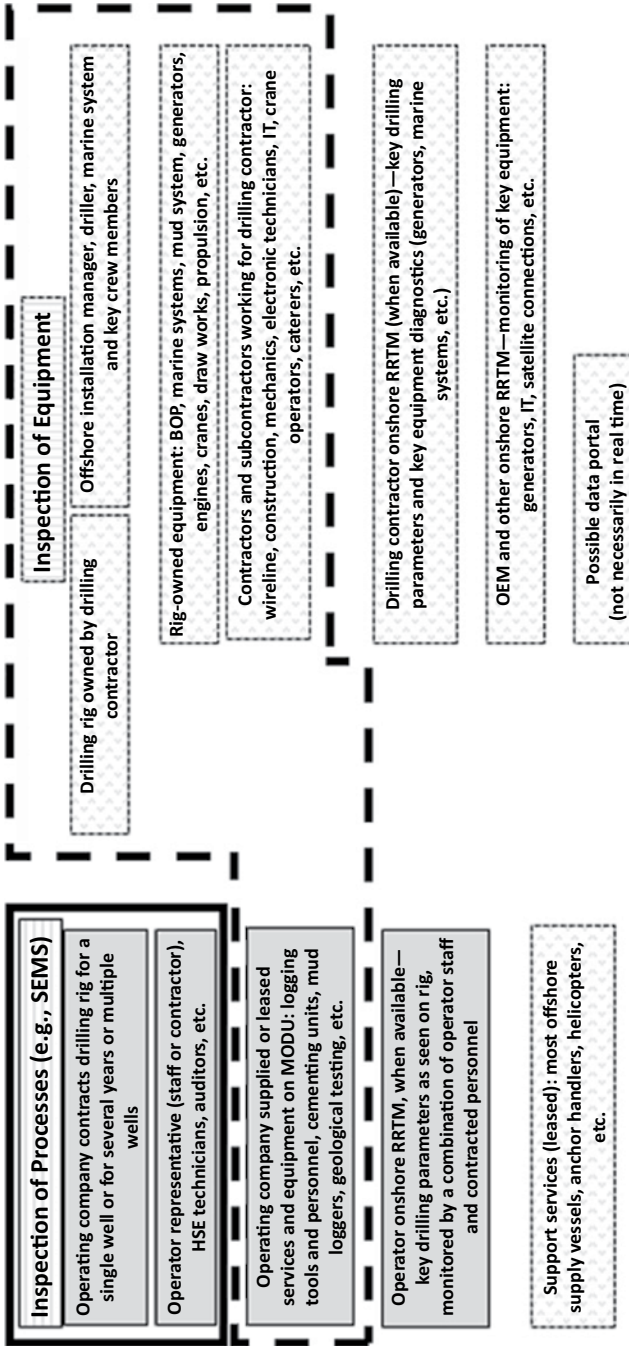 Inspection of Processes (e.g., SEMS)
Operating company contracts drilling rig for a
single well or for several years or multiple
wells
Operator representative (staff or contractor),
HSE technicians, auditors, etc.
Operating company supplied or leased
services and equipment on MODU: logging
tools and personnel, cementing units, mud
loggers, geological testing, etc.
Operator onshore RRTM, when available—
key drilling parameters as seen on rig,
monitored by a combination of operator staff
and contracted personnel
Support services (leased): most offshore
supply vessels, anchor handlers, helicopters,
etc.
Inspection of Equipment
Drilling rig owned by drilling
contractor
Offshore installation manager, driller, marine system
and key crew members
Rig-owned equipment: BOP, marine systems, mud system, generators,
engines, cranes, draw works, propulsion, etc.
Contractors and subcontractors working for drilling contractor:
wireline, construction, mechanics, electronic technicians, IT, crane
operators, caterers, etc.
Drilling contractor onshore RRTM (when available)—key drilling
parameters and key equipment diagnostics (generators, marine
systems, etc.)
OEM and other onshore RRTM—monitoring of key equipment:
generators, IT, satellite connections, etc.
Possible data portal
(not necessarily in real time)